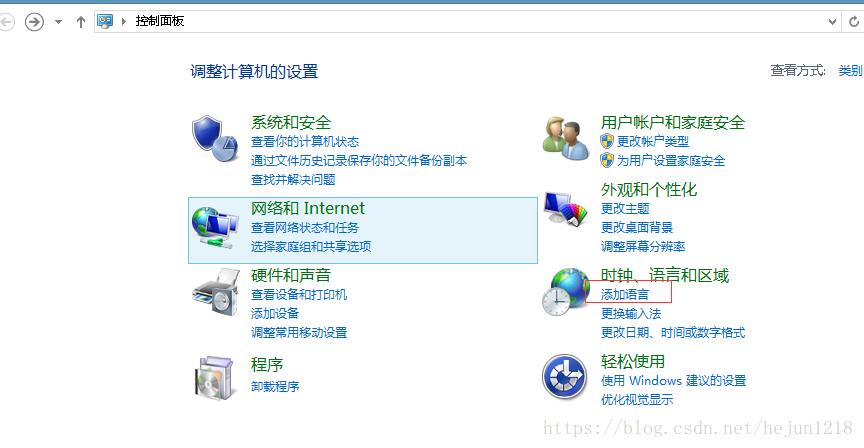 控制面板
调整计算机的设置
查看方式: 类别
系统和安全
查看你的计算机状态
通过文件历史记录保存你的文件备份副本
查找并解决问题
网络和 Internet
查看网络状态和任务
选择家庭组和共享选项
硬件和声音
查看设备和打印机
添加设备
调整常用移动设置
程序
卸载程序
用户帐户和家庭安全
更改帐户类型
为用户设置家庭安全
外观和个性化
更改主题
更改桌面背景
调整屏幕分辨率
时钟、语言和区域
添加语言
更换输入法
更改日期、时间或数字格式
轻松使用
使用 Windows 建议的设置
优化视觉显示
https://blog.csdn.net/hejun1218